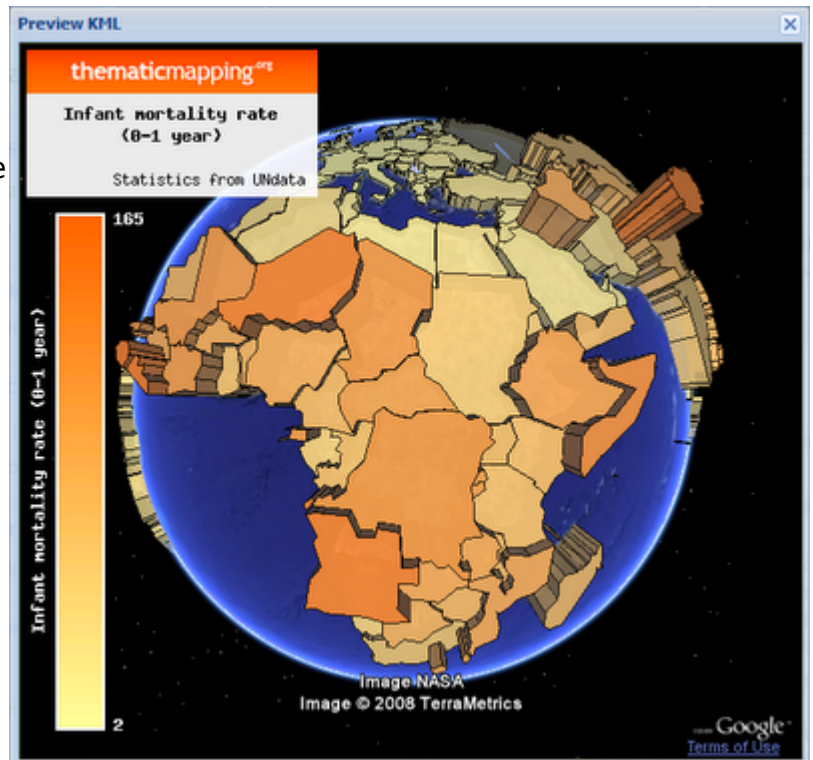 Preview KML
thematicmapping.org
Infant mortality rate
(0-1 year)
Statistics from UNdata
e
165
Infant mortality rate (0-1 year)
2
Image NASA
Image © 2008 TerraMetrics
Google
Terms of Use